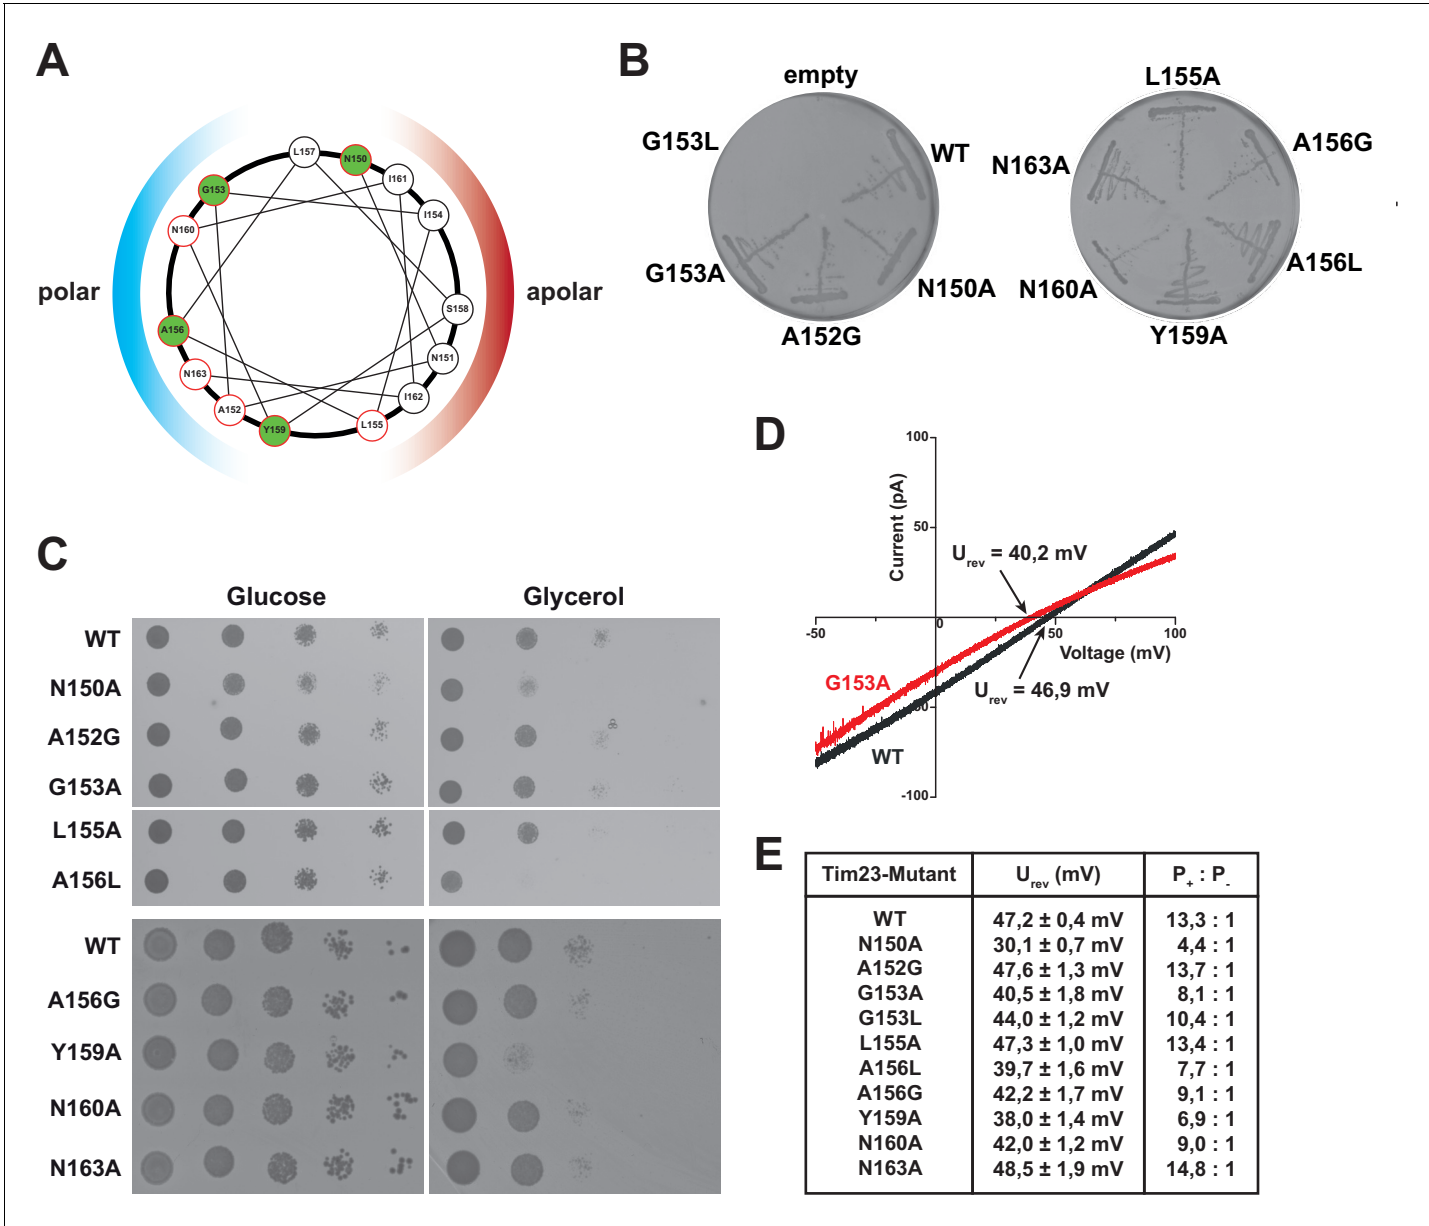 A
L157
N150
I161
G153
I154
N160
polar
apolar
S158
A156
N151
N163
I162
A152
L155
Y159
B
empty
G153L
WT
G153A
N150A
A152G
L155A
N163A
A156G
N160A
A156L
Y159A
C
Glucose
Glycerol
WT
N150A
A152G
G153A
L155A
A156L
WT
A156G
Y159A
N160A
N163A
D
Current (pA)
100
50
Urev = 40,2 mV
-50
0
50
100
Voltage (mV)
G153A
Urev = 46,9 mV
WT
-100
E
Tim23-Mutant Urev (mV) P+ : P-
WT 47,2 ± 0,4 mV 13,3 : 1
N150A 30,1 ± 0,7 mV 4,4 : 1
A152G 47,6 ± 1,3 mV 13,7 : 1
G153A 40,5 ± 1,8 mV 8,1 : 1
G153L 44,0 ± 1,2 mV 10,4 : 1
L155A 47,3 ± 1,0 mV 13,4 : 1
A156L 39,7 ± 1,6 mV 7,7 : 1
A156G 42,2 ± 1,7 mV 9,1 : 1
Y159A 38,0 ± 1,4 mV 6,9 : 1
N160A 42,0 ± 1,2 mV 9,0 : 1
N163A 48,5 ± 1,9 mV 14,8 : 1